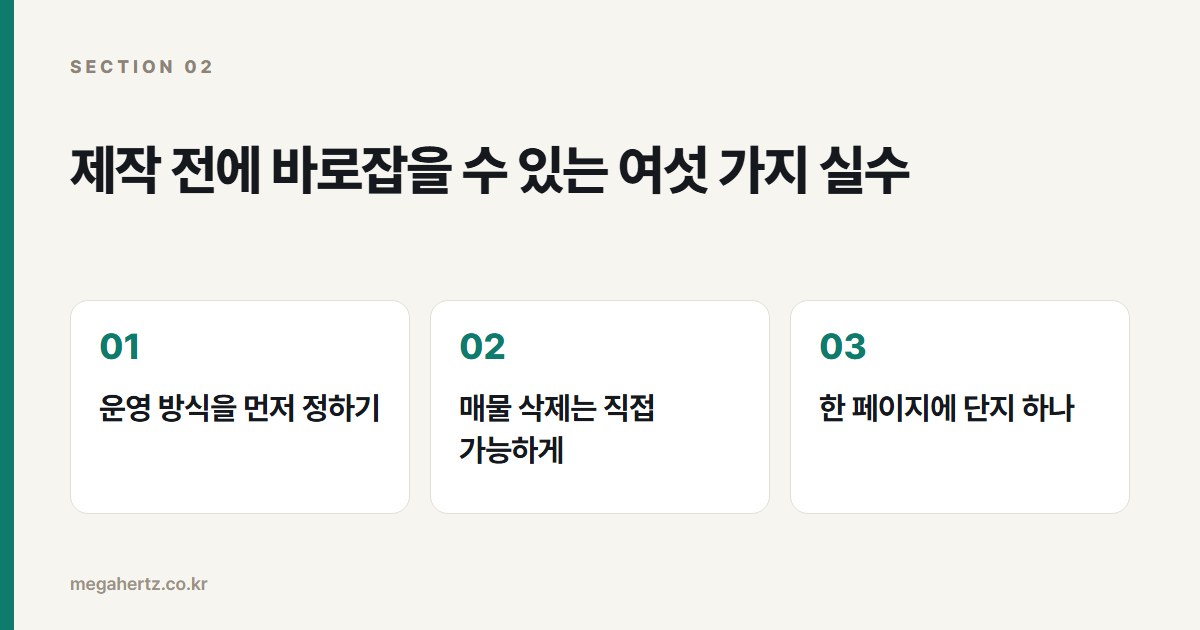 SECTION 02
제작 전에 바로잡을 수 있는 여섯 가지 실수
01
운영 방식을 먼저 정하기
02
매물 삭제는 직접
가능하게
03
한 페이지에 단지 하나
megahertz.co.kr